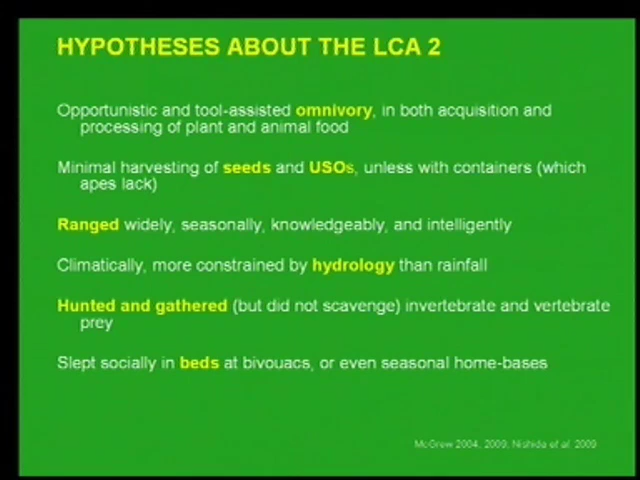 HYPOTHESES ABOUT THE LCA 2
Opportunistic and tool-assisted omnivory, in both acquisition and
processing of plant and animal food
Minimal harvesting of seeds and USOs, unless with containers (which
apes lack)
Ranged widely, seasonally, knowledgeably, and intelligently
Climatically, more constrained by hydrology than rainfall
Hunted and gathered (but did not scavenge) invertebrate and vertebrate
prey
Slept socially in beds at bivouacs, or even seasonal home-bases
McGrew 2004, 2009; Nishida et al. 2009